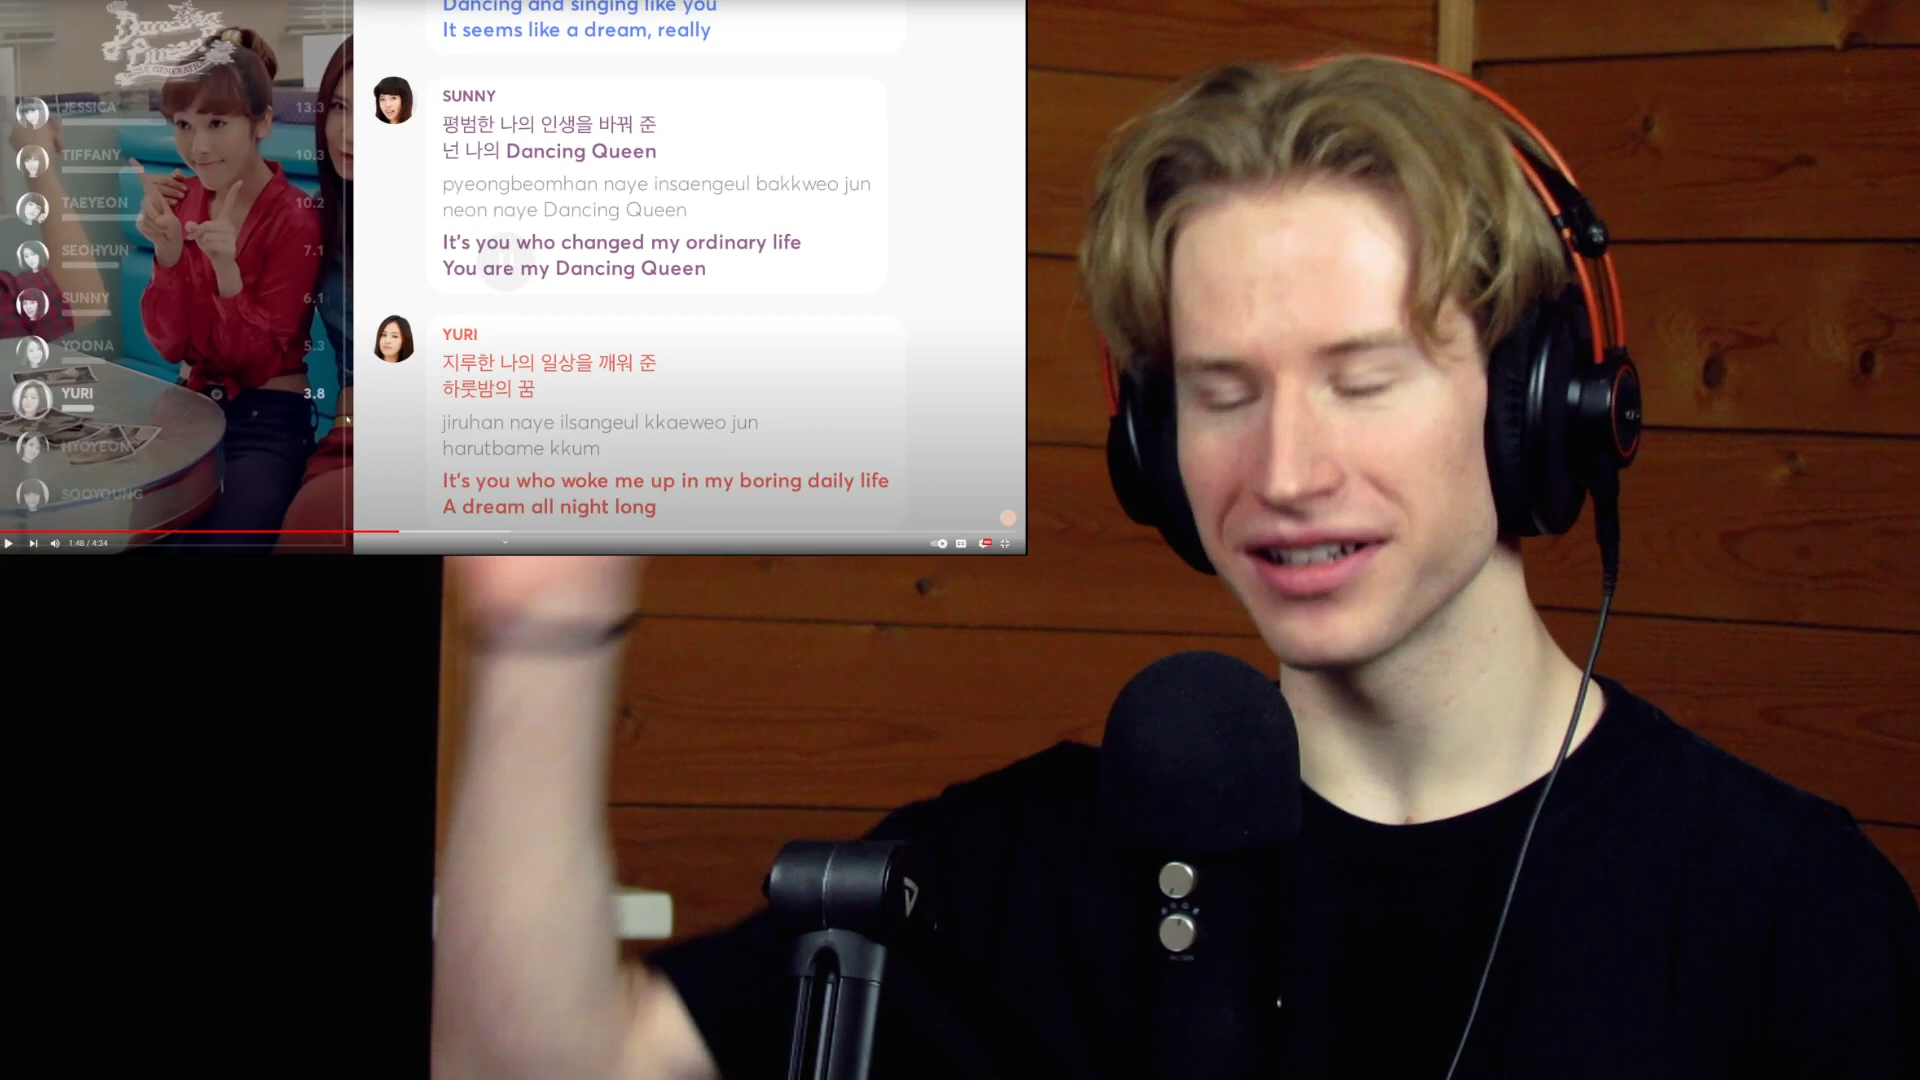 Dancing
Queen
GIRLS' GENERATION
JESSICA 13.3
TIFFANY 10.3
TAEYEON 10.2
SEOHYUN 7.1
SUNNY 6.1
YOONA 5.3
YURI 3.8
HYOYEON
SOOYOUNG
Dancing and singing like you
It seems like a dream, really
SUNNY
평범한 나의 인생을 바꿔 준
넌 나의 Dancing Queen
pyeongbeomhan naye insaengeul bakkweo jun
neon naye Dancing Queen
It's you who changed my ordinary life
You are my Dancing Queen
YURI
지루한 나의 일상을 깨워 준
하룻밤의 꿈
jiruhan naye ilsangeul kkaeweo jun
harutbame kkum
It's you who woke me up in my boring daily life
A dream all night long
1:48 / 4:34